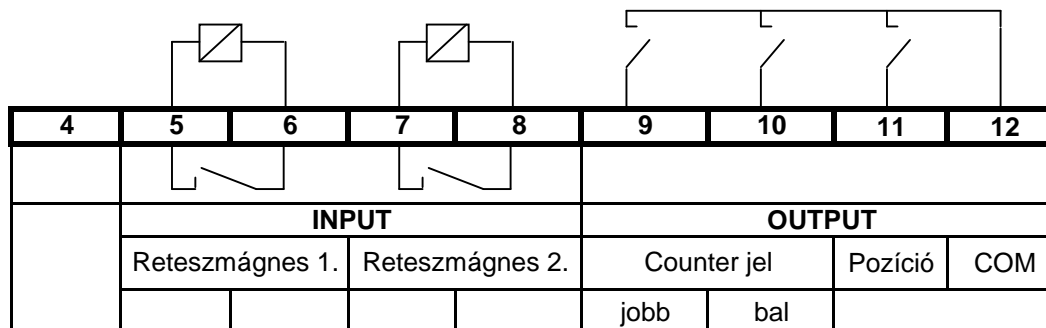 4 5 6 7 8 9 10 11 12
INPUT OUTPUT
Reteszmágnes 1. Reteszmágnes 2. Counter jel Pozíció COM
jobb bal